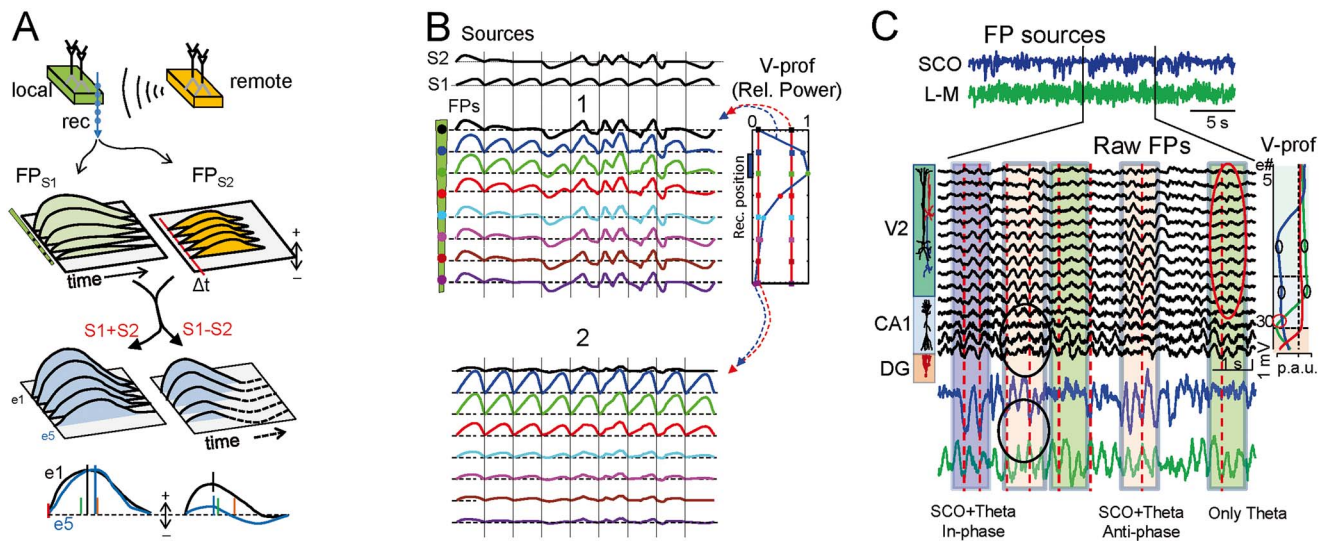 A
local
remote
rec
FPS1
FPS2
+
−
time
Δt
S1+S2
S1-S2
e1
e5
time
e1
e5
+
−
B
Sources
S2
S1
FPs
1
V-prof
(Rel. Power)
0
1
Rec. position
2
C
FP sources
SCO
L-M
5 s
Raw FPs
V-prof
e#
5
V2
CA1
DG
30
1 mV
1 s
p.a.u.
SCO+Theta
In-phase
SCO+Theta
Anti-phase
Only Theta